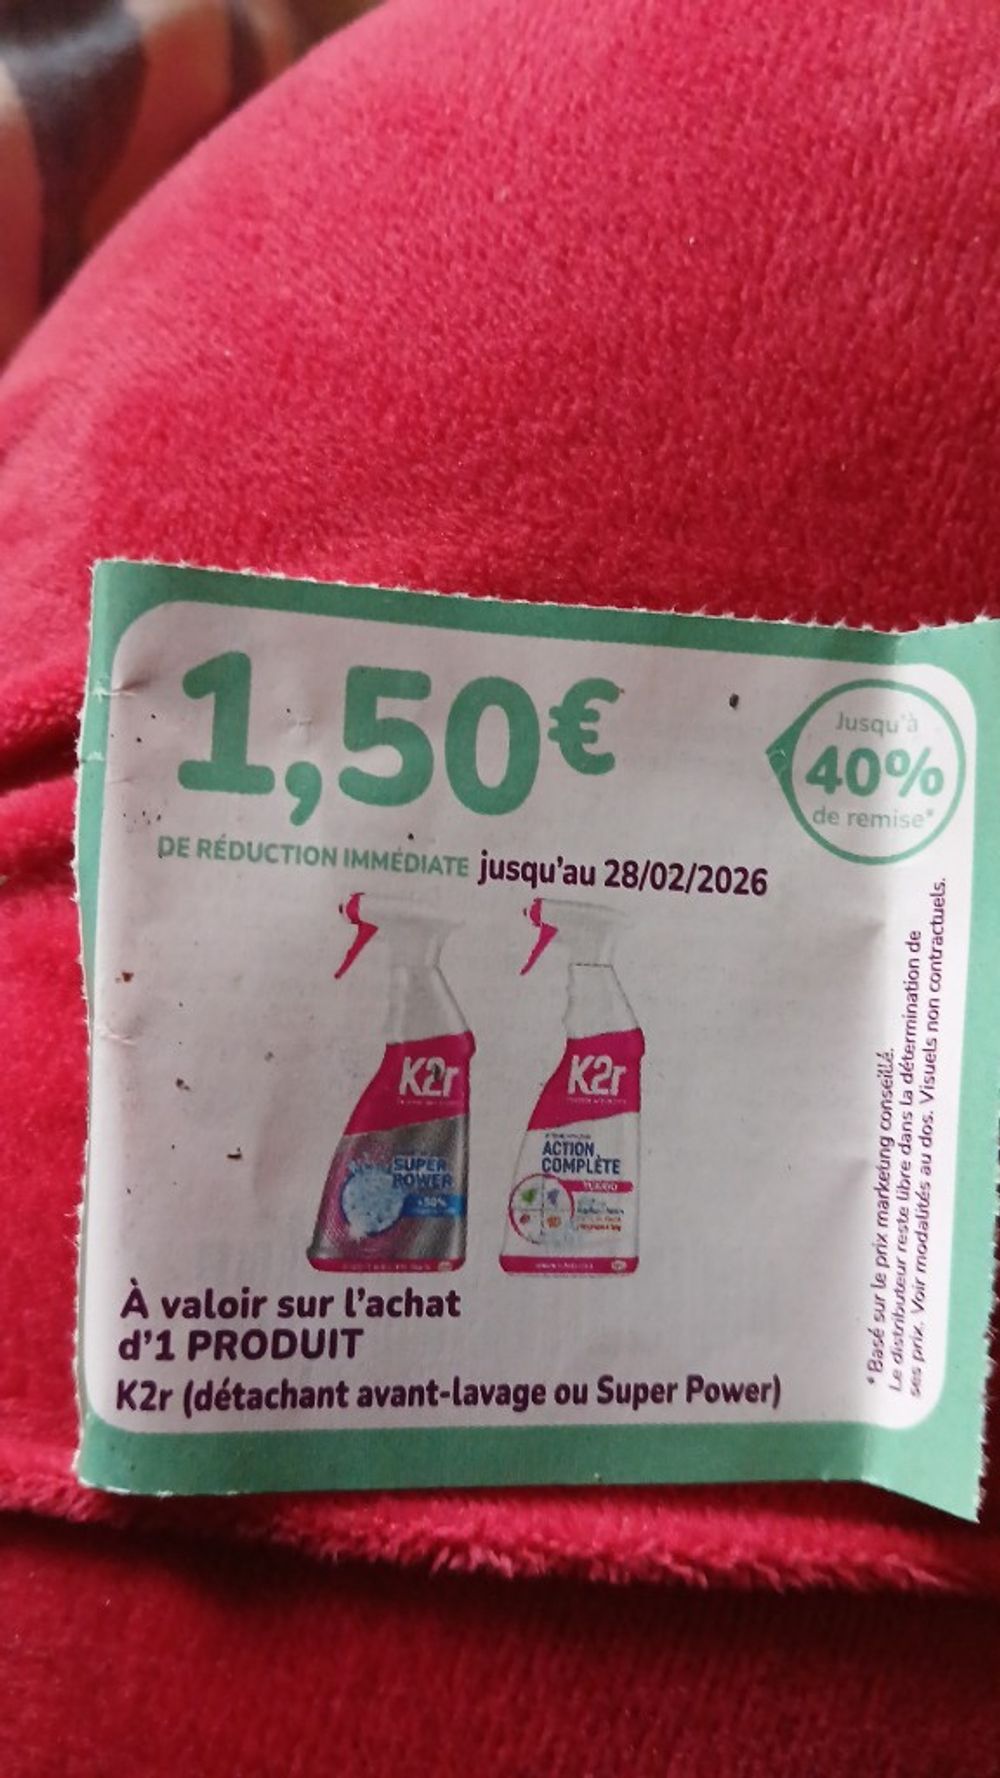 1,50€
Jusqu'à
40%
de remise*
DE RÉDUCTION IMMÉDIATE jusqu'au 28/02/2026
K2r
SUPER
POWER
+30%
K2r
ACTION
COMPLÈTE
TURBO
À valoir sur l'achat
d'1 PRODUIT
K2r (détachant avant-lavage ou Super Power)
*Basé sur le prix marketing conseillé.
Le distributeur reste libre dans la détermination de
ses prix. Voir modalités au dos. Visuels non contractuels.